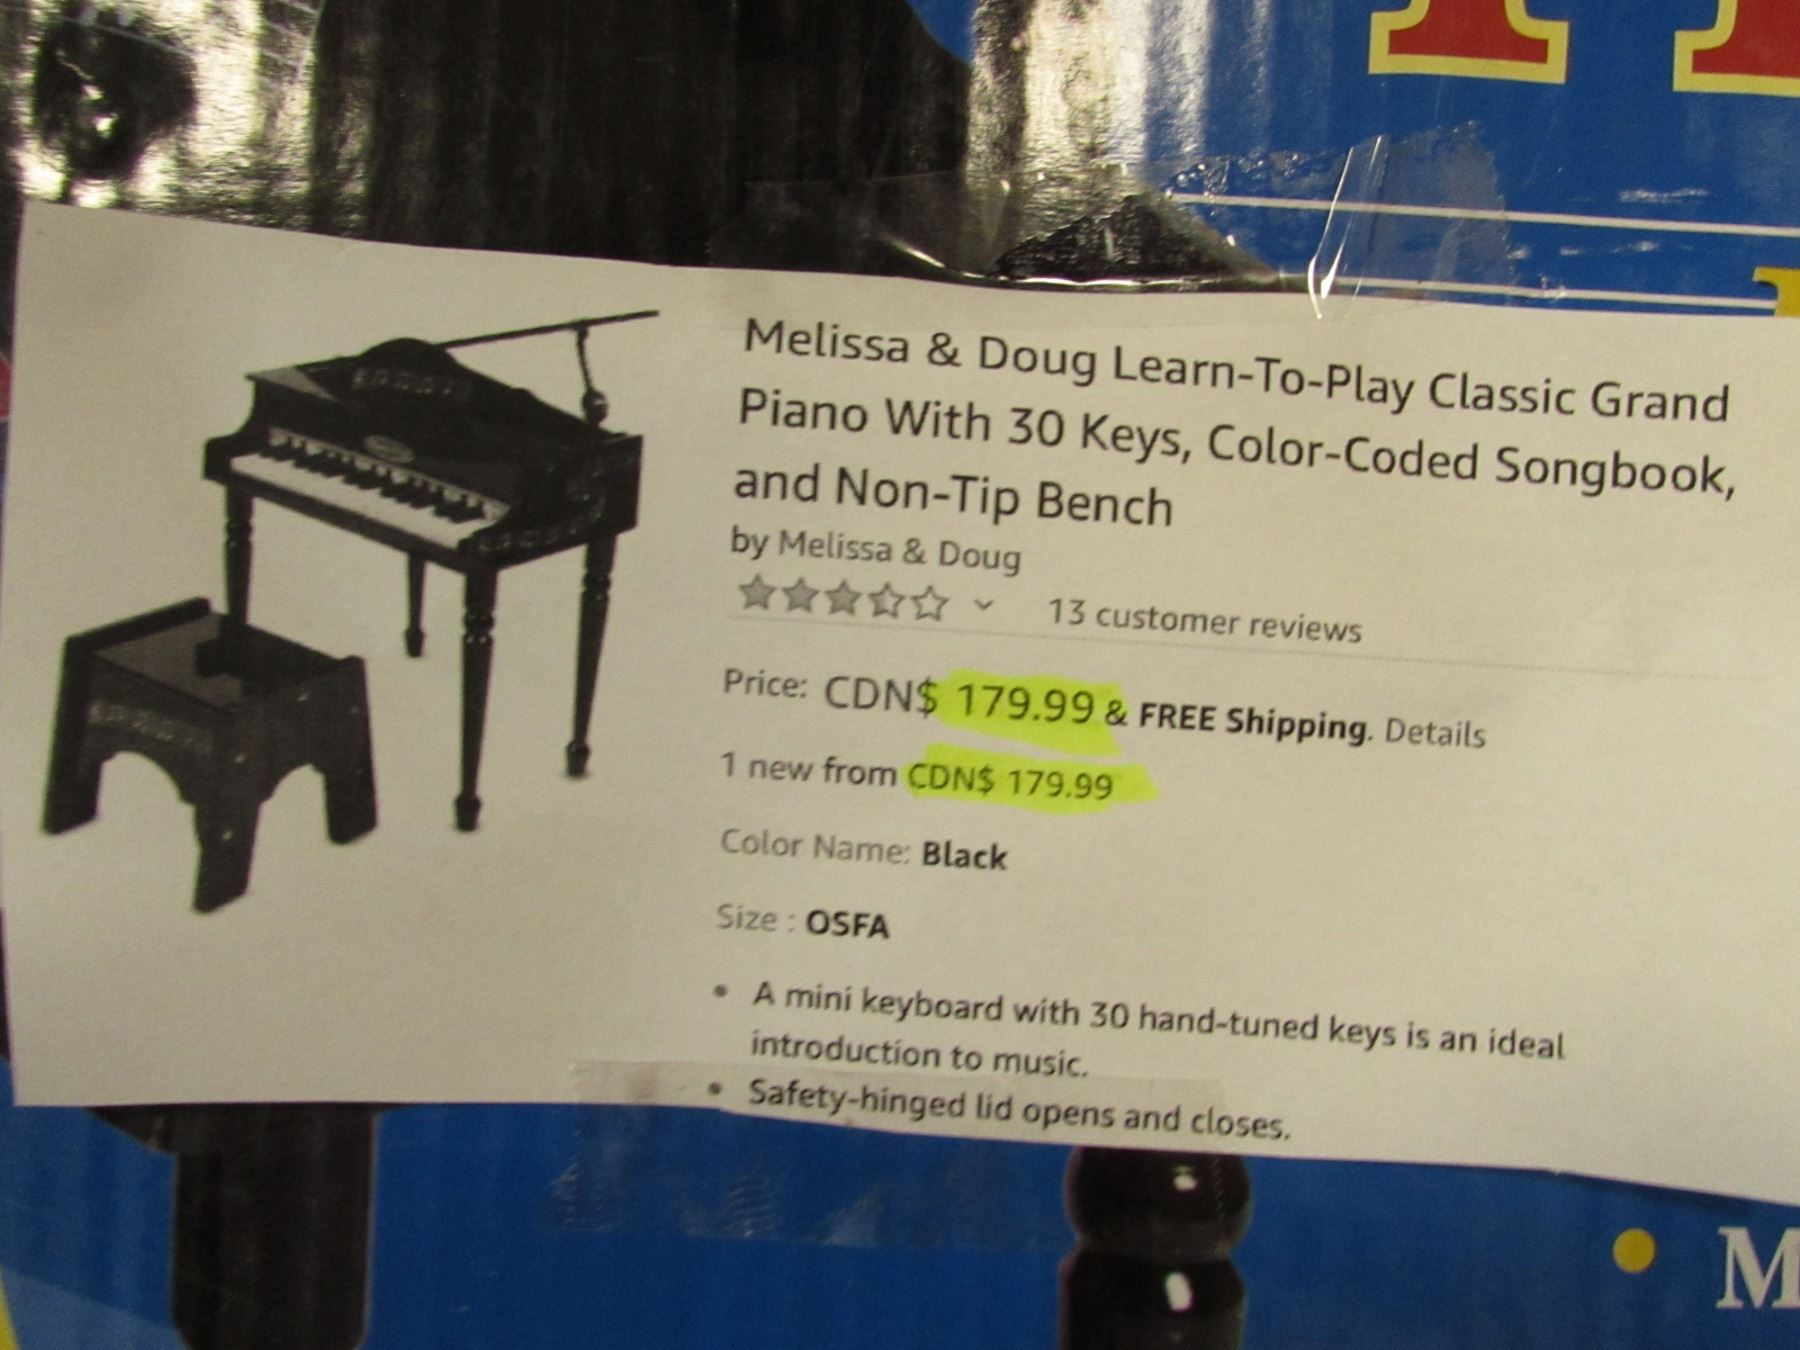 Melissa & Doug Learn-To-Play Classic Grand
Piano With 30 Keys, Color-Coded Songbook,
and Non-Tip Bench
by Melissa & Doug
13 customer reviews
Price: CDN$ 179.99 & FREE Shipping. Details
1 new from CDN$ 179.99
Color Name: Black
Size : OSFA
• A mini keyboard with 30 hand-tuned keys is an ideal
introduction to music.
• Safety-hinged lid opens and closes.
• M